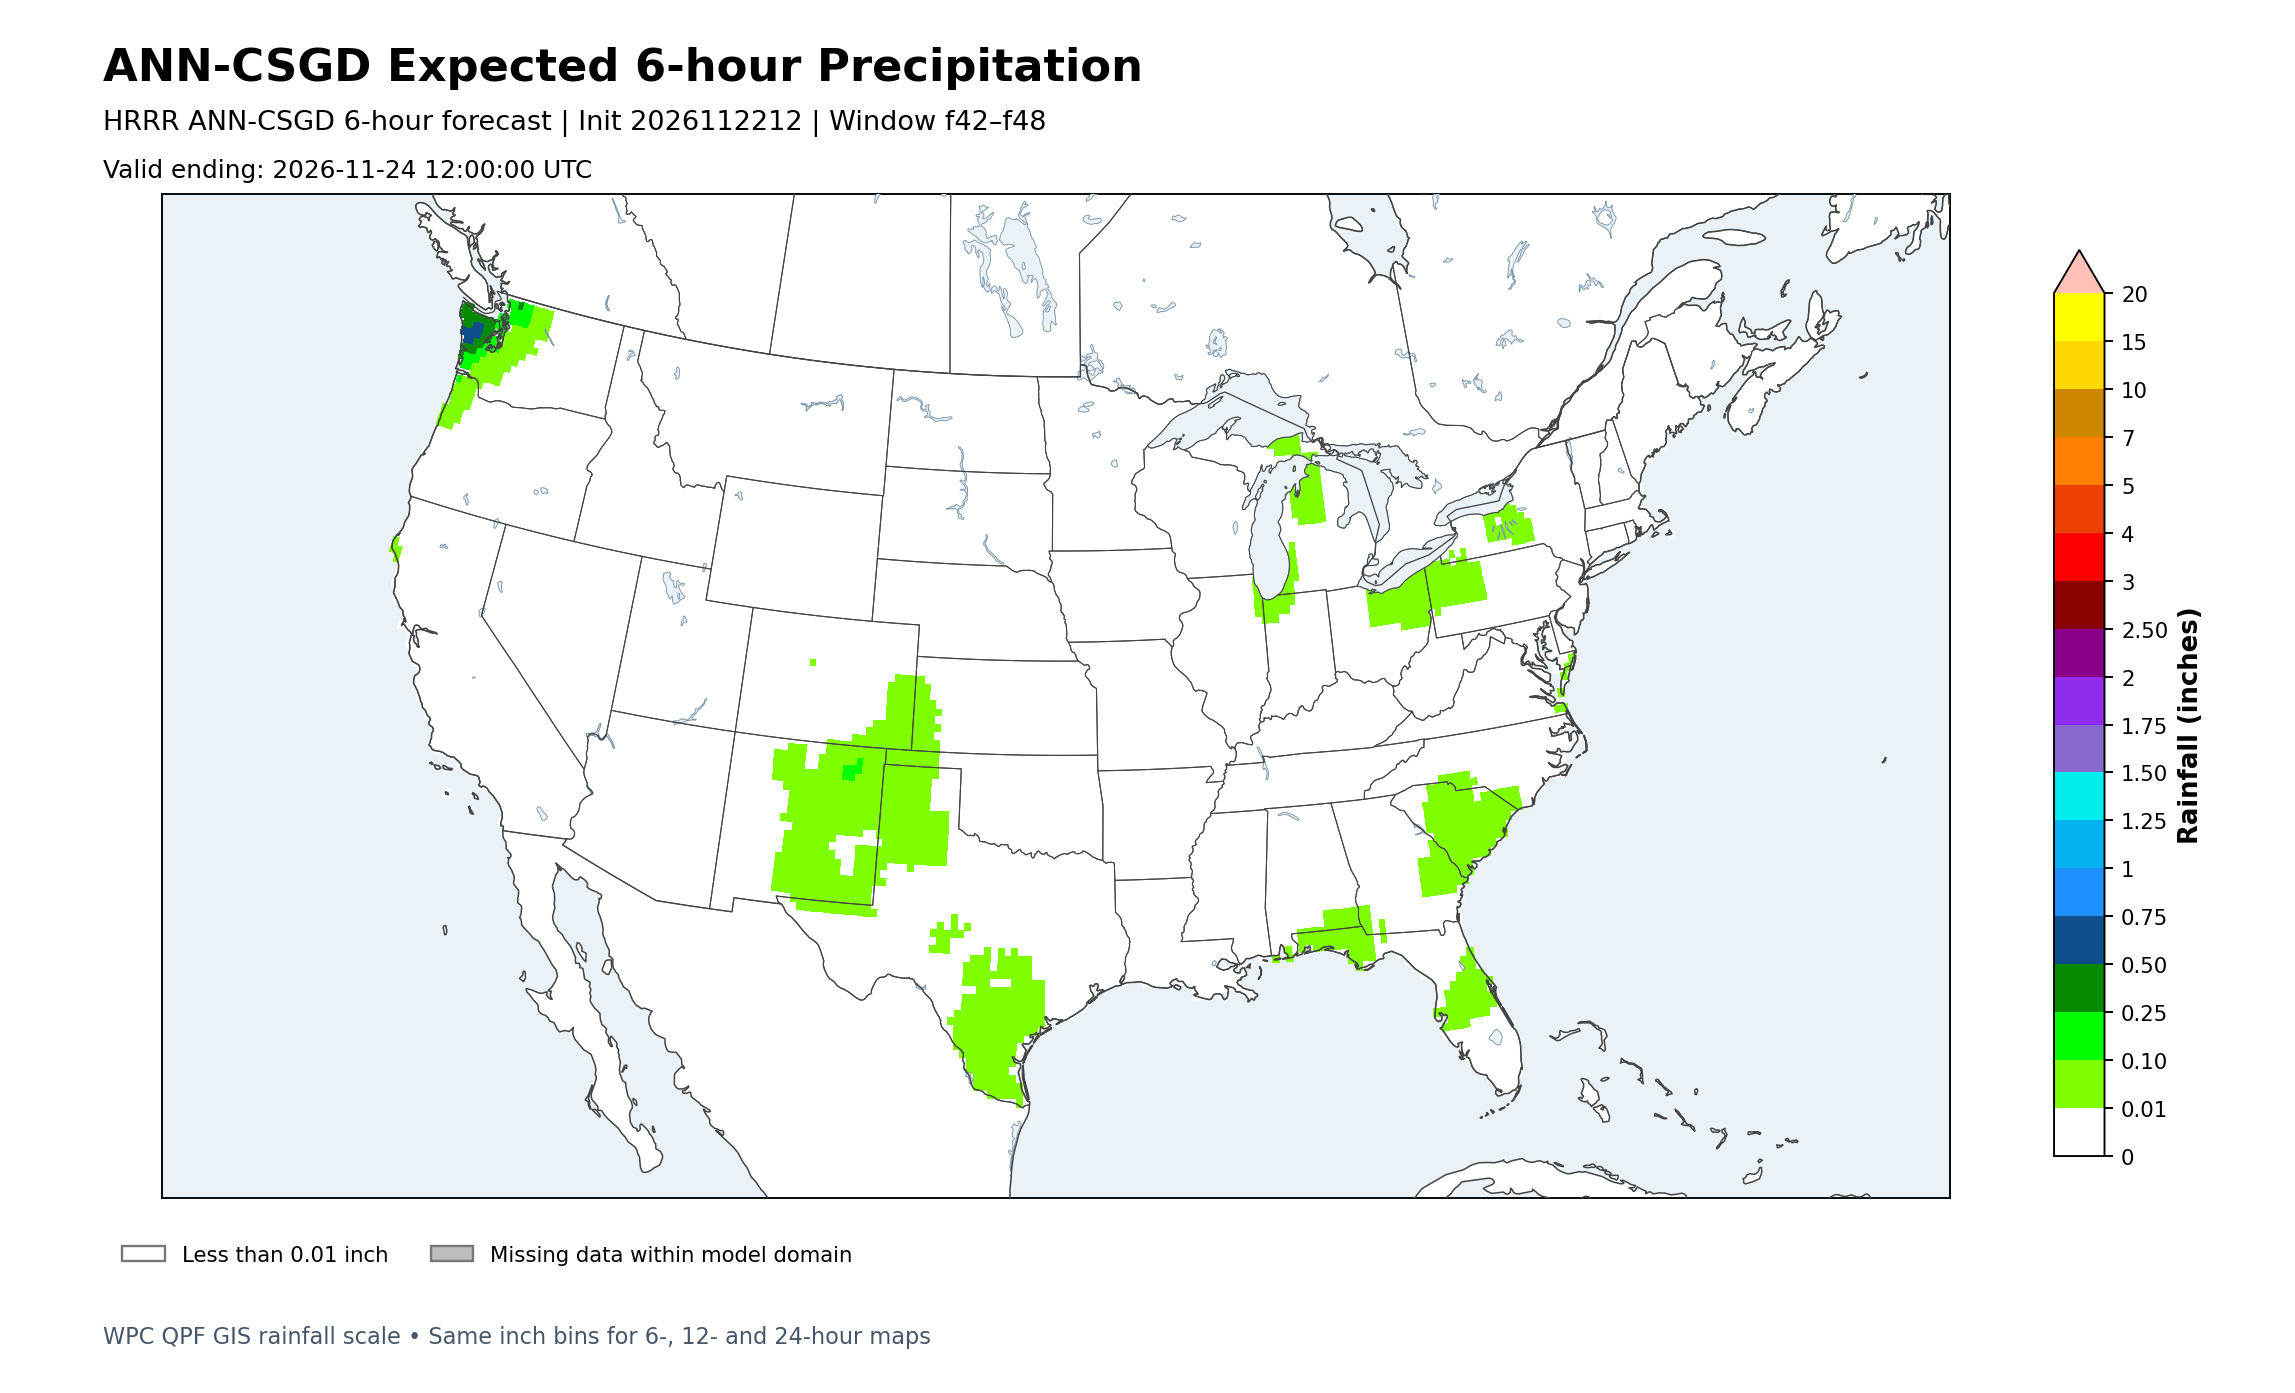 ANN-CSGD Expected 6-hour Precipitation
HRRR ANN-CSGD 6-hour forecast | Init 2026112212 | Window f42–f48
Valid ending: 2026-11-24 12:00:00 UTC
20
15
10
7
5
4
3
2.50
2
1.75
1.50
1.25
1
0.75
0.50
0.25
0.10
0.01
0
Rainfall (inches)
Less than 0.01 inch
Missing data within model domain
WPC QPF GIS rainfall scale • Same inch bins for 6-, 12- and 24-hour maps